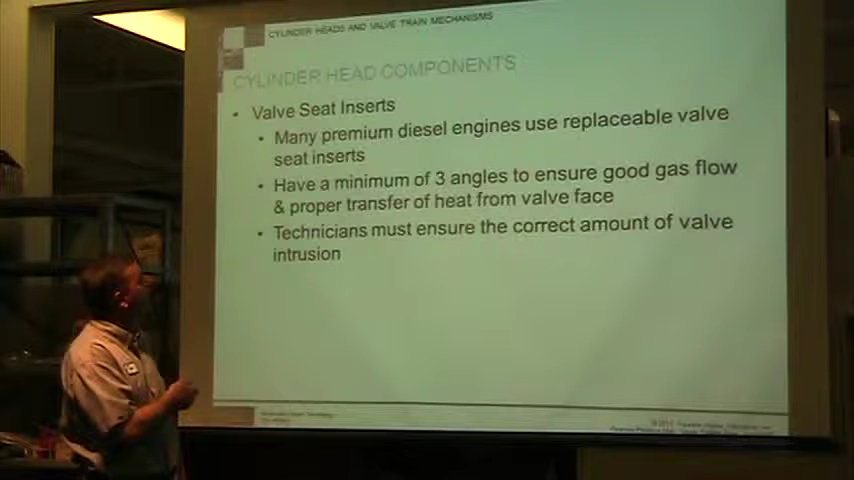 CYLINDER HEADS AND VALVE TRAIN MECHANISMS
CYLINDER HEAD COMPONENTS
• Valve Seat Inserts
• Many premium diesel engines use replaceable valve
seat inserts
• Have a minimum of 3 angles to ensure good gas flow
& proper transfer of heat from valve face
• Technicians must ensure the correct amount of valve
intrusion